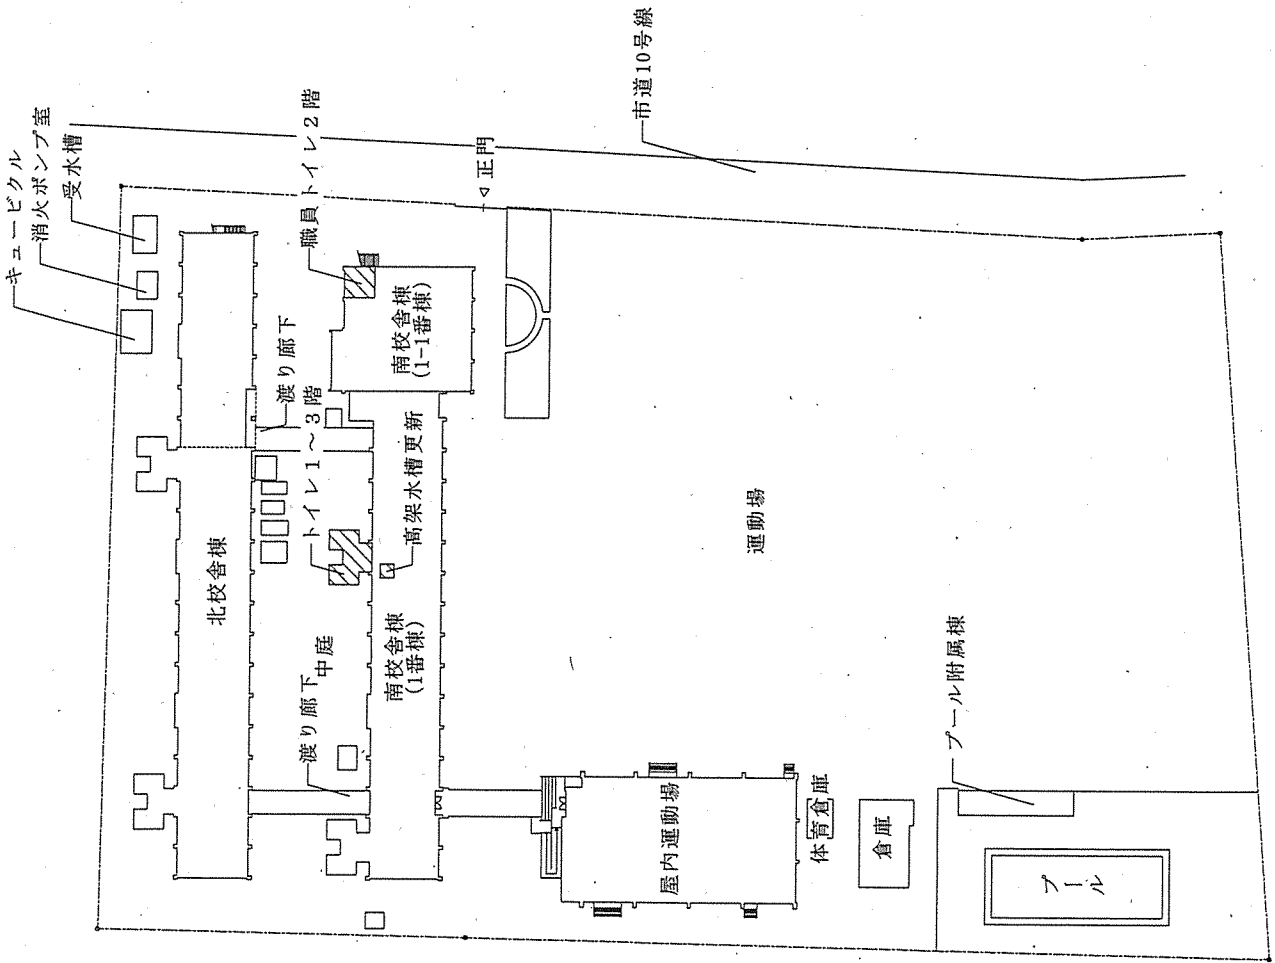 キュービクル
消火ポンプ室
受水槽
職員トイレ2階
市道10号線
正門
渡り廊下
トイレ1～3階
南校舎棟
(1-1番棟)
高架水槽更新
北校舎棟
運動場
南校舎棟
(1番棟)
中庭
渡り廊下
プール附属棟
屋内運動場
体育倉庫
倉庫
プール